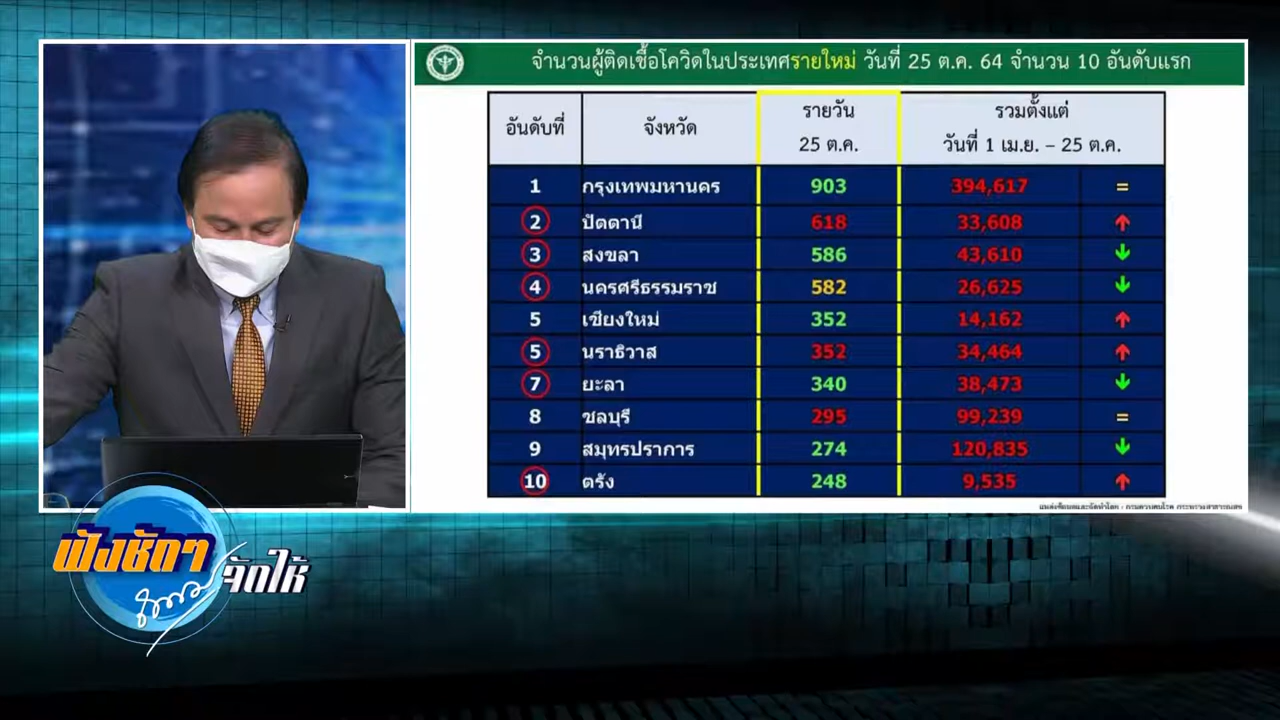 จำนวนผู้ติดเชื้อโควิดในประเทศรายใหม่ วันที่ 25 ต.ค. 64 จำนวน 10 อันดับแรก
อันดับที่ จังหวัด รายวัน 25 ต.ค. รวมตั้งแต่ วันที่ 1 เม.ย. – 25 ต.ค.
1 กรุงเทพมหานคร 903 394,617 =
2 ปัตตานี 618 33,608 ↑
3 สงขลา 586 43,610 ↓
4 นครศรีธรรมราช 582 26,625 ↓
5 เชียงใหม่ 352 14,162 ↑
5 นราธิวาส 352 34,464 ↑
7 ยะลา 340 38,473 ↓
8 ชลบุรี 295 99,239 =
9 สมุทรปราการ 274 120,835 ↓
10 ตรัง 248 9,535 ↑
ฟังชัดๆ
จัดให้